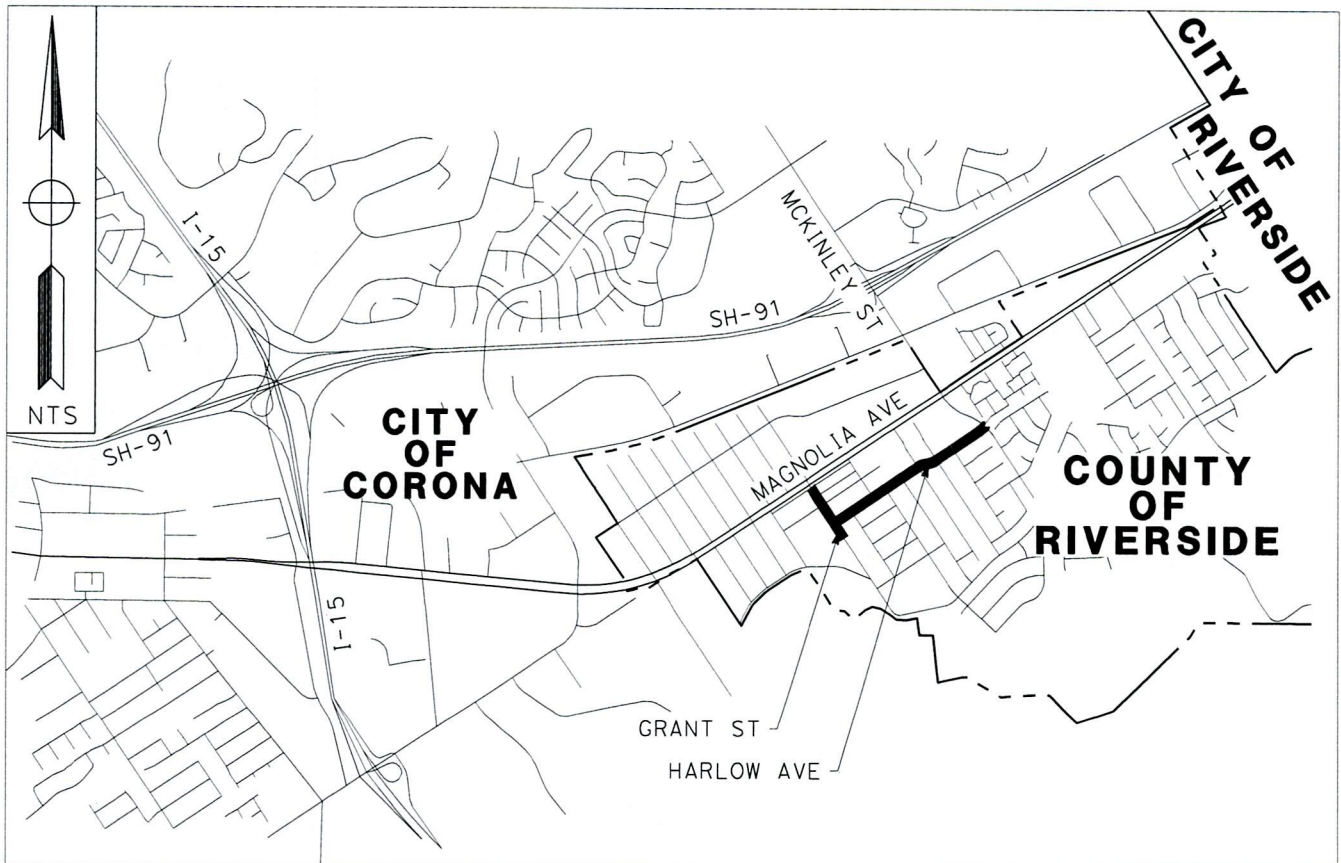 CITY OF
RIVERSIDE
I-15
MCKINLEY ST
SH-91
NTS
SH-91
CITY
OF
CORONA
MAGNOLIA AVE
COUNTY
OF
RIVERSIDE
I-15
GRANT ST
HARLOW AVE